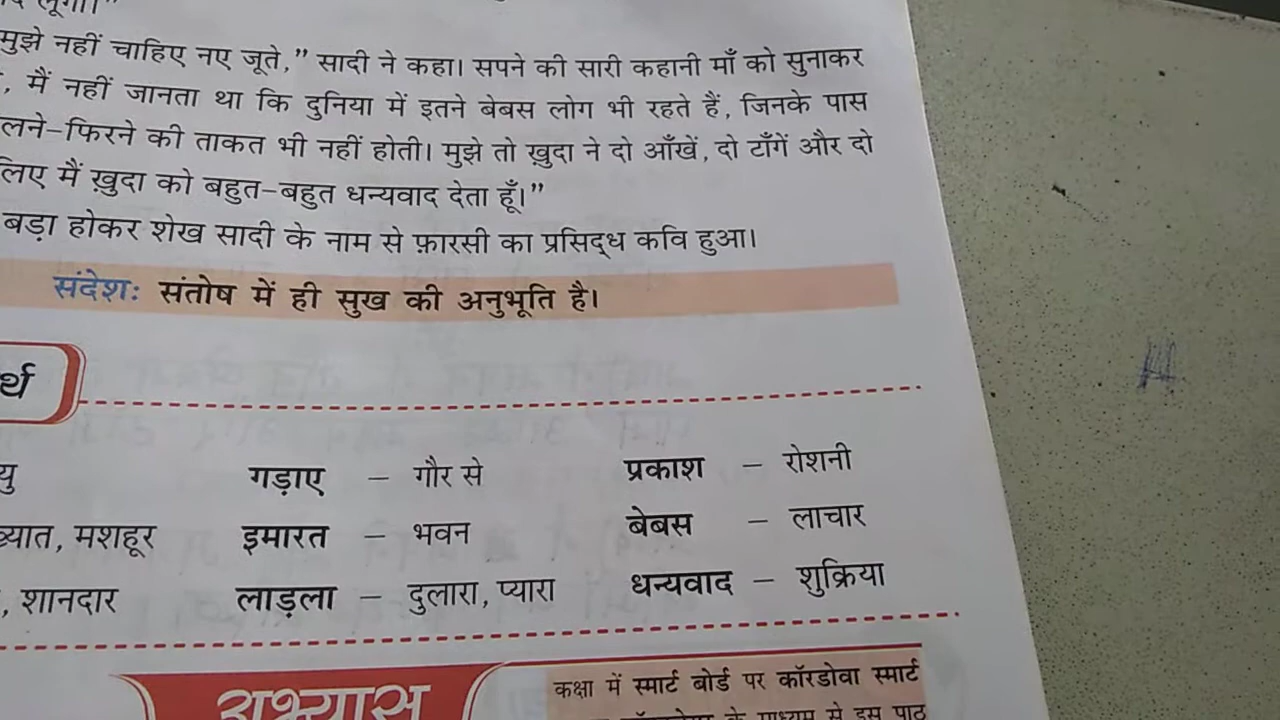 मुझे नहीं चाहिए नए जूते,” सादी ने कहा। सपने की सारी कहानी माँ को सुनाकर
, मैं नहीं जानता था कि दुनिया में इतने बेबस लोग भी रहते हैं, जिनके पास
लने-फिरने की ताकत भी नहीं होती। मुझे तो ख़ुदा ने दो आँखें, दो टाँगें और दो
लिए मैं ख़ुदा को बहुत-बहुत धन्यवाद देता हूँ।”
बड़ा होकर शेख सादी के नाम से फ़ारसी का प्रसिद्ध कवि हुआ।
संदेशः संतोष में ही सुख की अनुभूति है।
र्थ
यु गड़ाए – गौर से प्रकाश – रोशनी
ख्यात, मशहूर इमारत – भवन बेबस – लाचार
, शानदार लाड़ला – दुलारा, प्यारा धन्यवाद – शुक्रिया
अभ्यास
कक्षा में स्मार्ट बोर्ड पर कॉरडोवा स्मार्ट
के माध्यम से इस पाठ